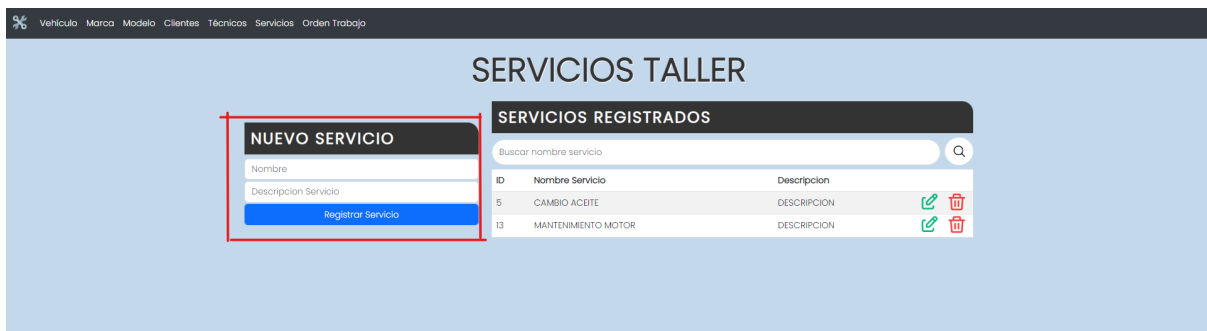 Vehículo Marca Modelo Clientes Técnicos Servicios Orden Trabajo
SERVICIOS TALLER
NUEVO SERVICIO
Nombre
Descripcion Servicio
Registrar Servicio
SERVICIOS REGISTRADOS
Buscar nombre servicio
ID Nombre Servicio Descripcion
5 CAMBIO ACEITE DESCRIPCION
13 MANTENIMIENTO MOTOR DESCRIPCION